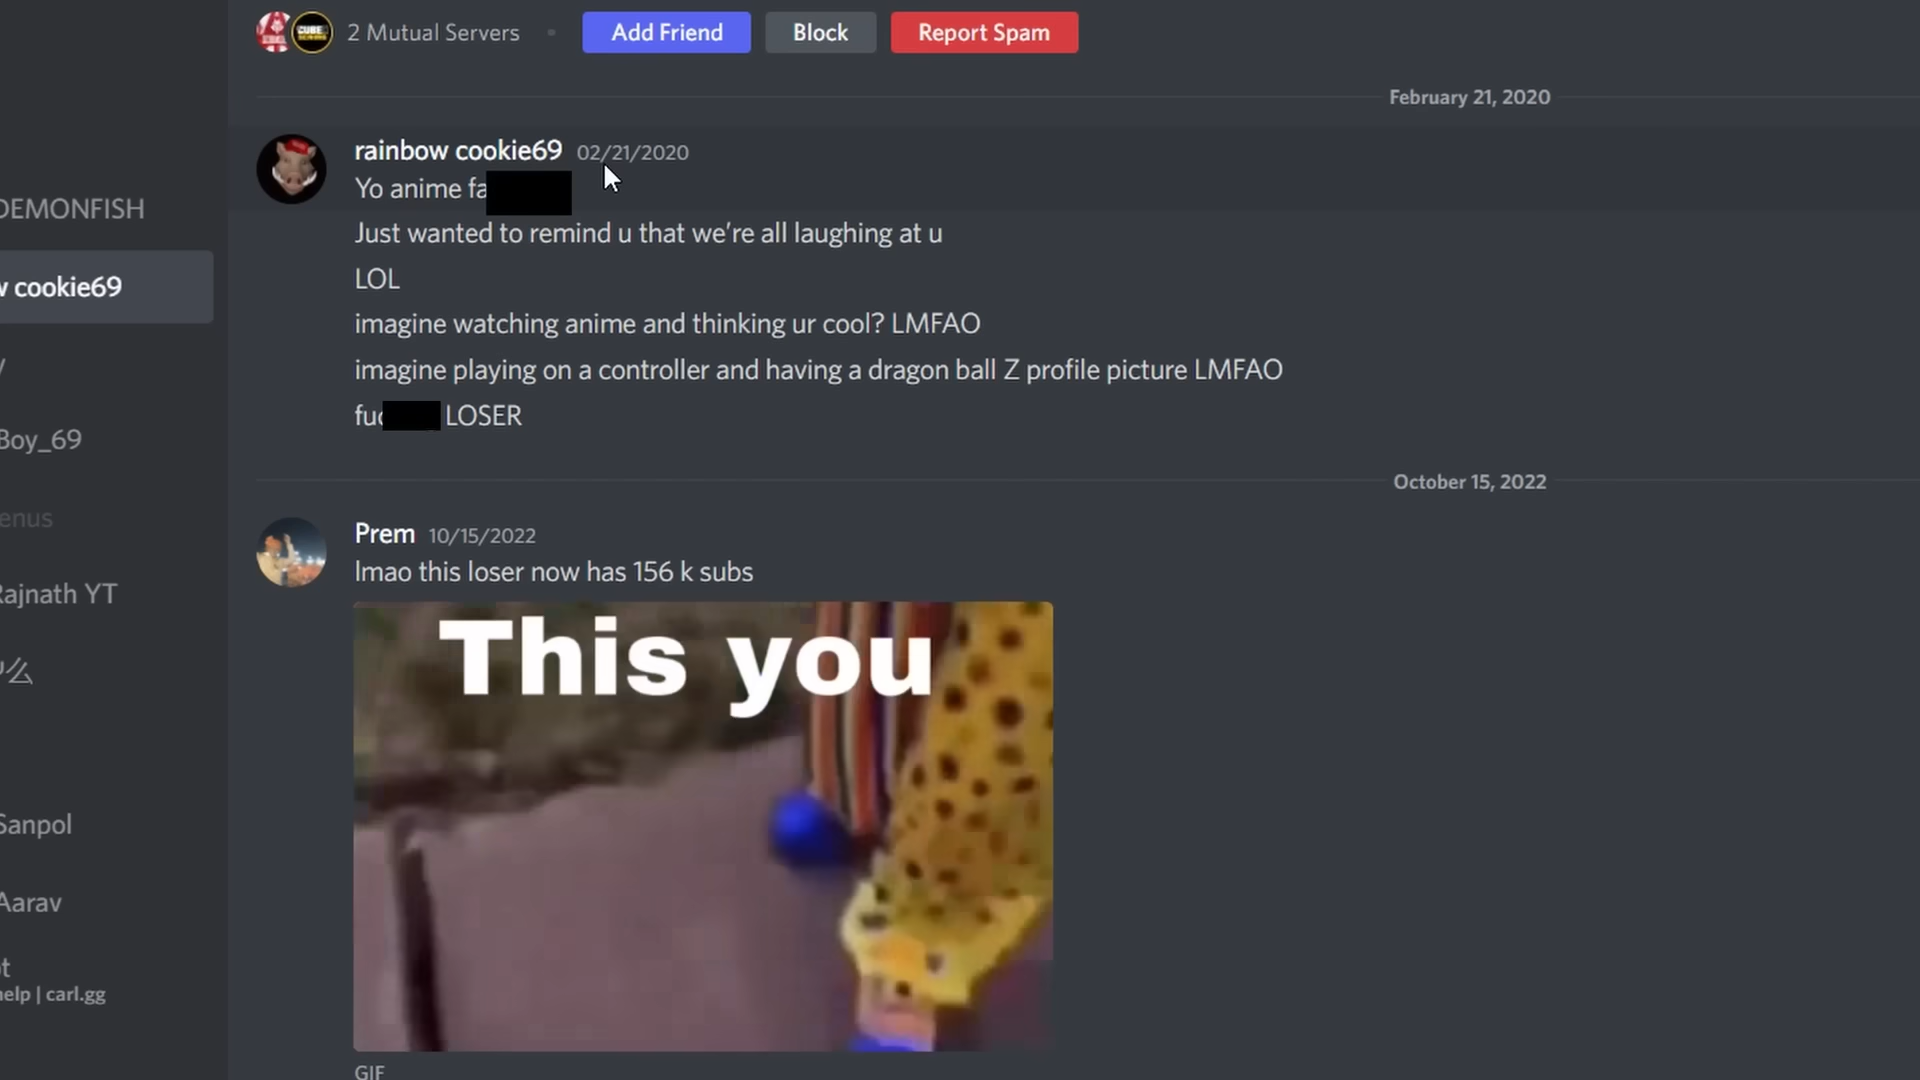 CUBE
2 Mutual Servers
Add Friend
Block
Report Spam
February 21, 2020
rainbow cookie69 02/21/2020
Yo anime fa
Just wanted to remind u that we're all laughing at u
LOL
imagine watching anime and thinking ur cool? LMFAO
imagine playing on a controller and having a dragon ball Z profile picture LMFAO
fuc LOSER
October 15, 2022
Prem 10/15/2022
lmao this loser now has 156 k subs
This you
GIF
DEMONFISH
w cookie69
Boy_69
enus
Rajnath YT
么
Sanpol
Aarav
ot
help | carl.gg